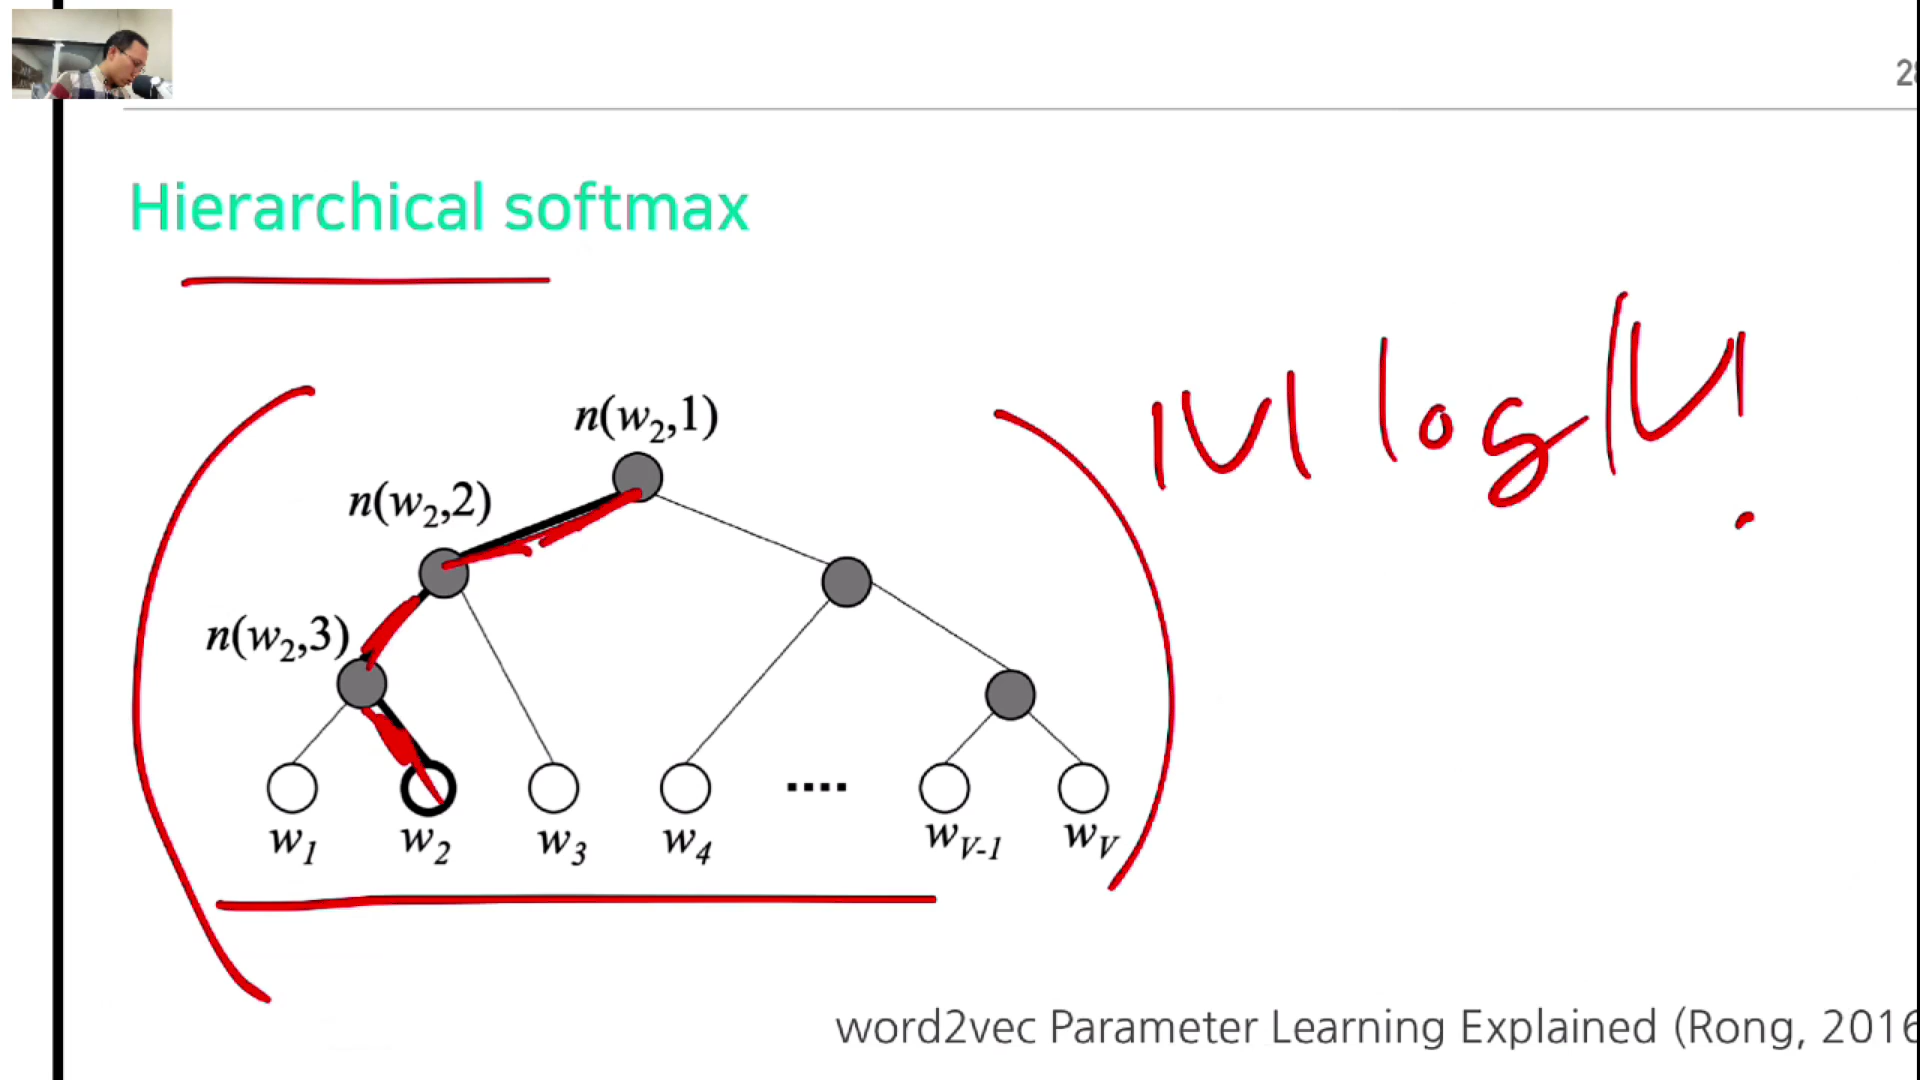 28
Hierarchical softmax
n(w2,1)
|V| log |V|
n(w2,2)
n(w2,3)
....
w1 w2 w3 w4 wV-1 wV
word2vec Parameter Learning Explained (Rong, 2016